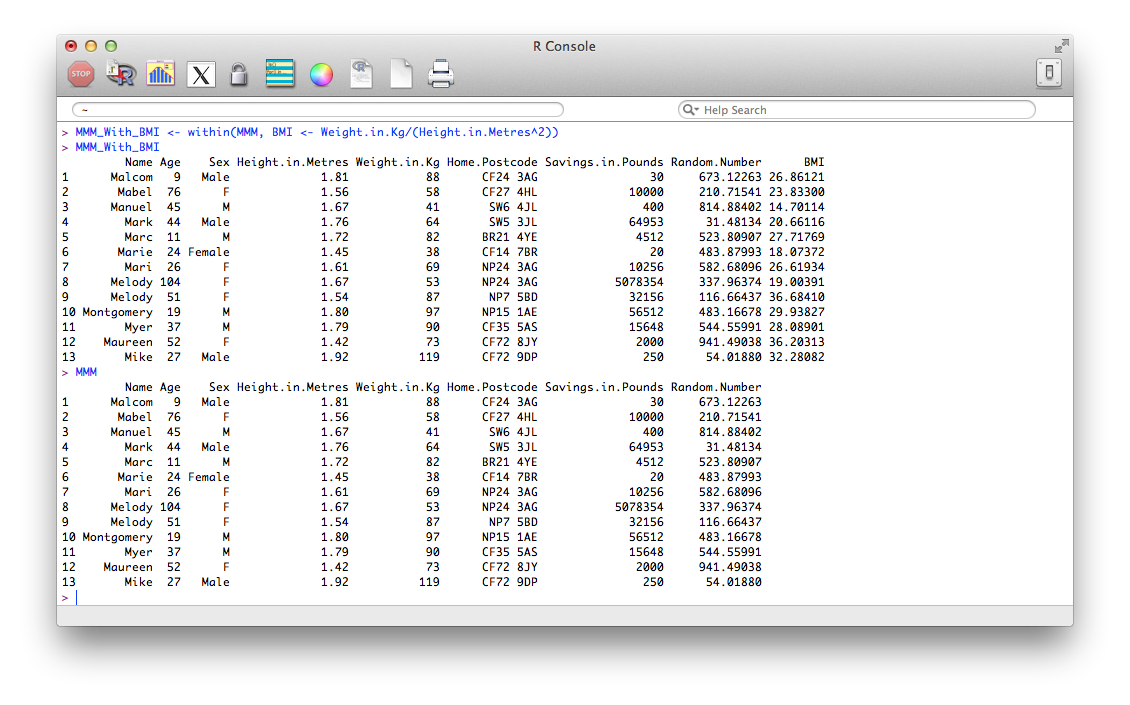 R Console
STOP
R
X
R
~
Help Search
> MMM_With_BMI <- within(MMM, BMI <- Weight.in.Kg/(Height.in.Metres^2))
> MMM_With_BMI
Name Age Sex Height.in.Metres Weight.in.Kg Home.Postcode Savings.in.Pounds Random.Number BMI
1 Malcom 9 Male 1.81 88 CF24 3AG 30 673.12263 26.86121
2 Mabel 76 F 1.56 58 CF27 4HL 10000 210.71541 23.83300
3 Manuel 45 M 1.67 41 SW6 4JL 400 814.88402 14.70114
4 Mark 44 Male 1.76 64 SW5 3JL 64953 31.48134 20.66116
5 Marc 11 M 1.72 82 BR21 4YE 4512 523.80907 27.71769
6 Marie 24 Female 1.45 38 CF14 7BR 20 483.87993 18.07372
7 Mari 26 F 1.61 69 NP24 3AG 10256 582.68096 26.61934
8 Melody 104 F 1.67 53 NP24 3AG 5078354 337.96374 19.00391
9 Melody 51 F 1.54 87 NP7 5BD 32156 116.66437 36.68410
10 Montgomery 19 M 1.80 97 NP15 1AE 56512 483.16678 29.93827
11 Myer 37 M 1.79 90 CF35 5AS 15648 544.55991 28.08901
12 Maureen 52 F 1.42 73 CF72 8JY 2000 941.49038 36.20313
13 Mike 27 Male 1.92 119 CF72 9DP 250 54.01880 32.28082
> MMM
Name Age Sex Height.in.Metres Weight.in.Kg Home.Postcode Savings.in.Pounds Random.Number
1 Malcom 9 Male 1.81 88 CF24 3AG 30 673.12263
2 Mabel 76 F 1.56 58 CF27 4HL 10000 210.71541
3 Manuel 45 M 1.67 41 SW6 4JL 400 814.88402
4 Mark 44 Male 1.76 64 SW5 3JL 64953 31.48134
5 Marc 11 M 1.72 82 BR21 4YE 4512 523.80907
6 Marie 24 Female 1.45 38 CF14 7BR 20 483.87993
7 Mari 26 F 1.61 69 NP24 3AG 10256 582.68096
8 Melody 104 F 1.67 53 NP24 3AG 5078354 337.96374
9 Melody 51 F 1.54 87 NP7 5BD 32156 116.66437
10 Montgomery 19 M 1.80 97 NP15 1AE 56512 483.16678
11 Myer 37 M 1.79 90 CF35 5AS 15648 544.55991
12 Maureen 52 F 1.42 73 CF72 8JY 2000 941.49038
13 Mike 27 Male 1.92 119 CF72 9DP 250 54.01880
>